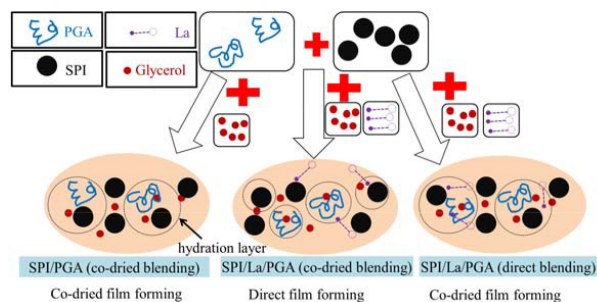 PGA
La
SPI
Glycerol
hydration layer
SPI/PGA (co-dried blending)
SPI/La/PGA (co-dried blending)
SPI/La/PGA (direct blending)
Co-dried film forming
Direct film forming
Co-dried film forming